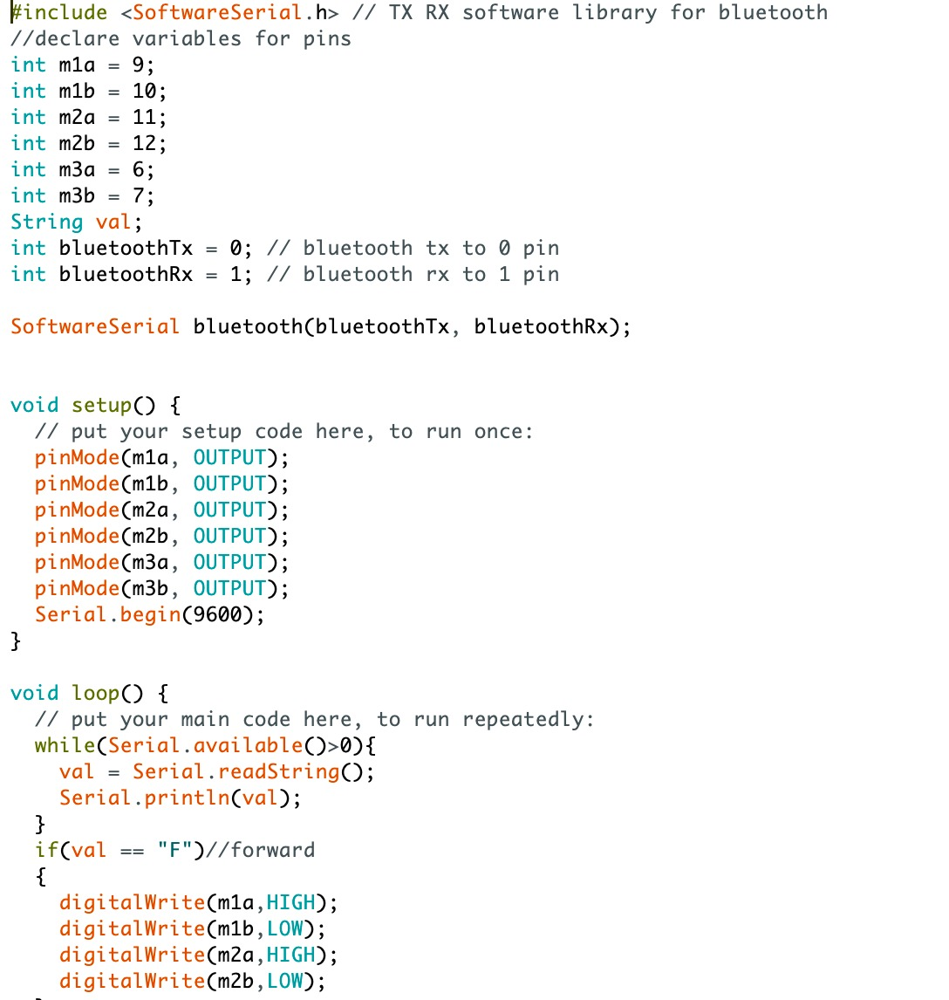 #include <SoftwareSerial.h> // TX RX software library for bluetooth
//declare variables for pins
int m1a = 9;
int m1b = 10;
int m2a = 11;
int m2b = 12;
int m3a = 6;
int m3b = 7;
String val;
int bluetoothTx = 0; // bluetooth tx to 0 pin
int bluetoothRx = 1; // bluetooth rx to 1 pin

SoftwareSerial bluetooth(bluetoothTx, bluetoothRx);


void setup() {
  // put your setup code here, to run once:
  pinMode(m1a, OUTPUT);
  pinMode(m1b, OUTPUT);
  pinMode(m2a, OUTPUT);
  pinMode(m2b, OUTPUT);
  pinMode(m3a, OUTPUT);
  pinMode(m3b, OUTPUT);
  Serial.begin(9600);
}

void loop() {
  // put your main code here, to run repeatedly:
  while(Serial.available()>0){
    val = Serial.readString();
    Serial.println(val);
  }
  if(val == "F")//forward
  {
    digitalWrite(m1a,HIGH);
    digitalWrite(m1b,LOW);
    digitalWrite(m2a,HIGH);
    digitalWrite(m2b,LOW);